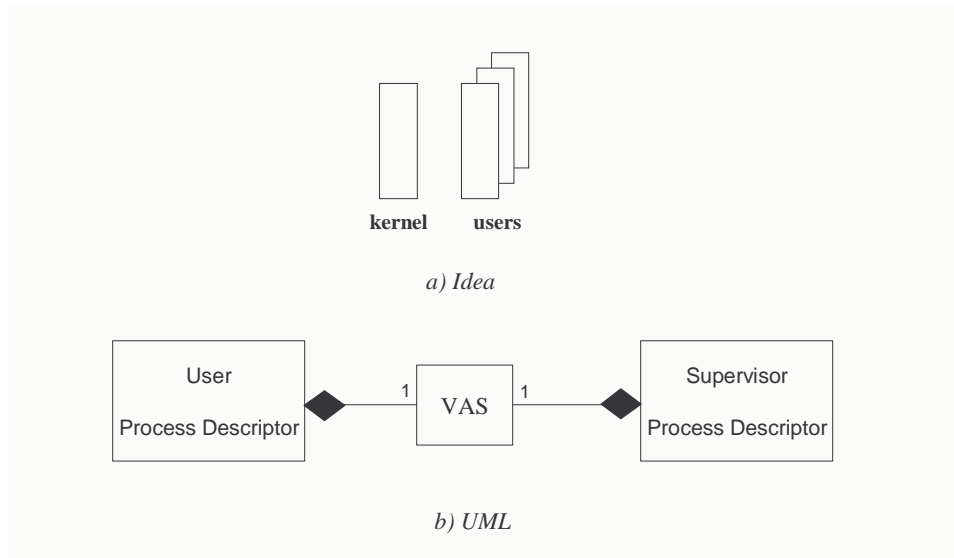 kernel users
a) Idea
User
Process Descriptor
1
VAS
1
Supervisor
Process Descriptor
b) UML